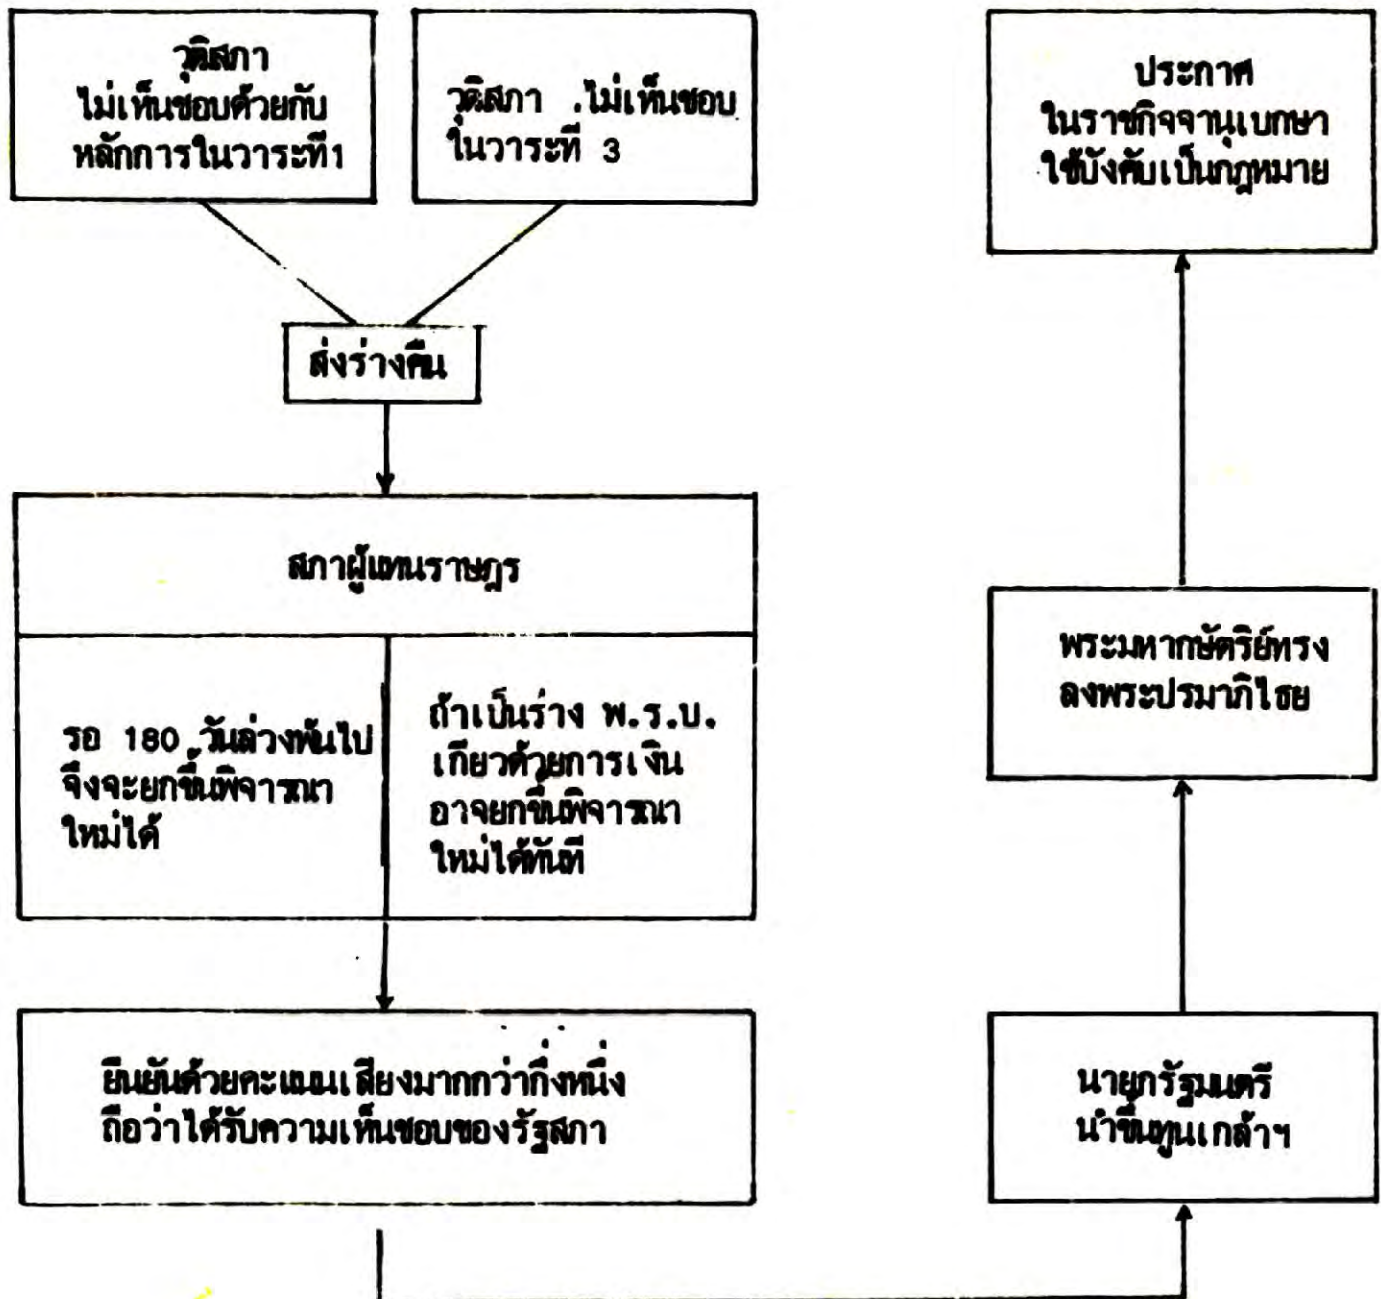 วุฒิสภา
ไม่เห็นชอบด้วยกับ
หลักการในวาระที่1
วุฒิสภา .ไม่เห็นชอบ
ในวาระที่ 3
ส่งร่างคืน
สภาผู้แทนราษฎร
รอ 180 วันล่วงพ้นไป
จึงจะยกขึ้นพิจารณา
ใหม่ได้
ถ้าเป็นร่าง พ.ร.บ.
เกี่ยวด้วยการเงิน
อาจยกขึ้นพิจารณา
ใหม่ได้ทันที
ยืนยันด้วยคะแนนเสียงมากกว่ากึ่งหนึ่ง
ถือว่าได้รับความเห็นชอบของรัฐสภา
ประกาศ
ในราชกิจจานุเบกษา
ใช้บังคับเป็นกฎหมาย
พระมหากษัตริย์ทรง
ลงพระปรมาภิไธย
นายกรัฐมนตรี
นำขึ้นทูนเกล้าฯ